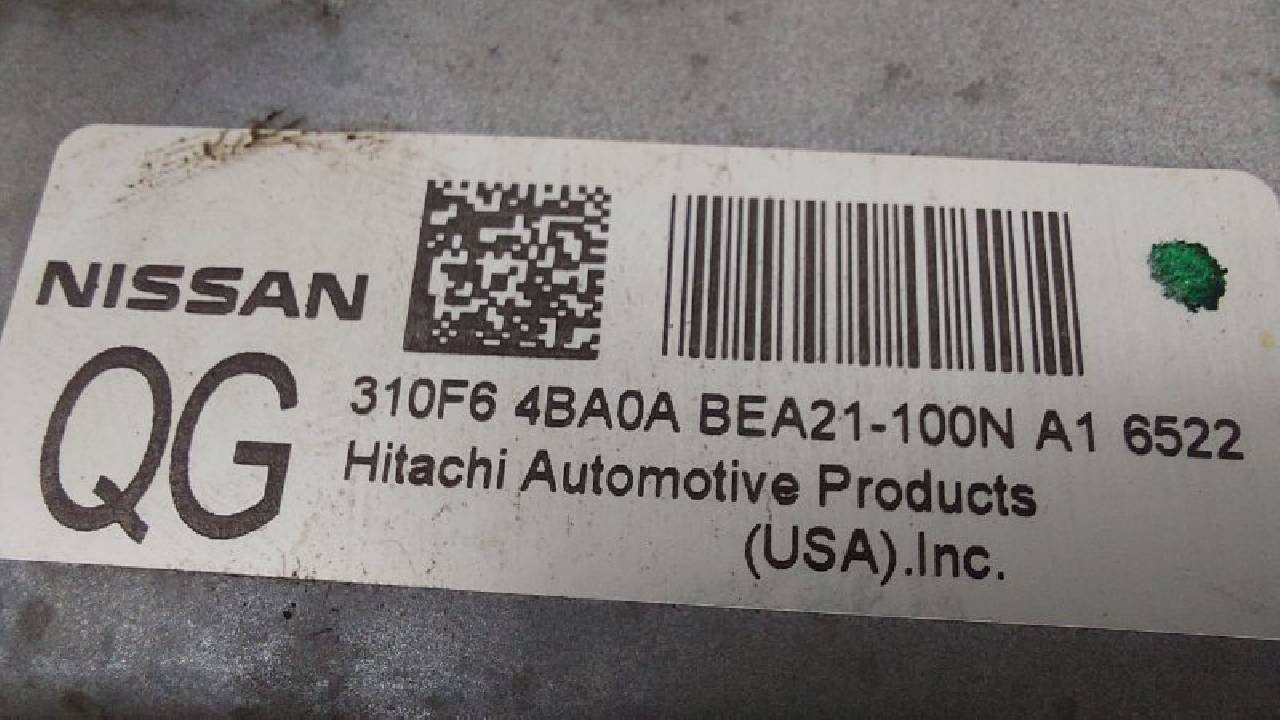 NISSAN
QG
310F6 4BA0A BEA21-100N A1 6522
Hitachi Automotive Products
(USA).Inc.